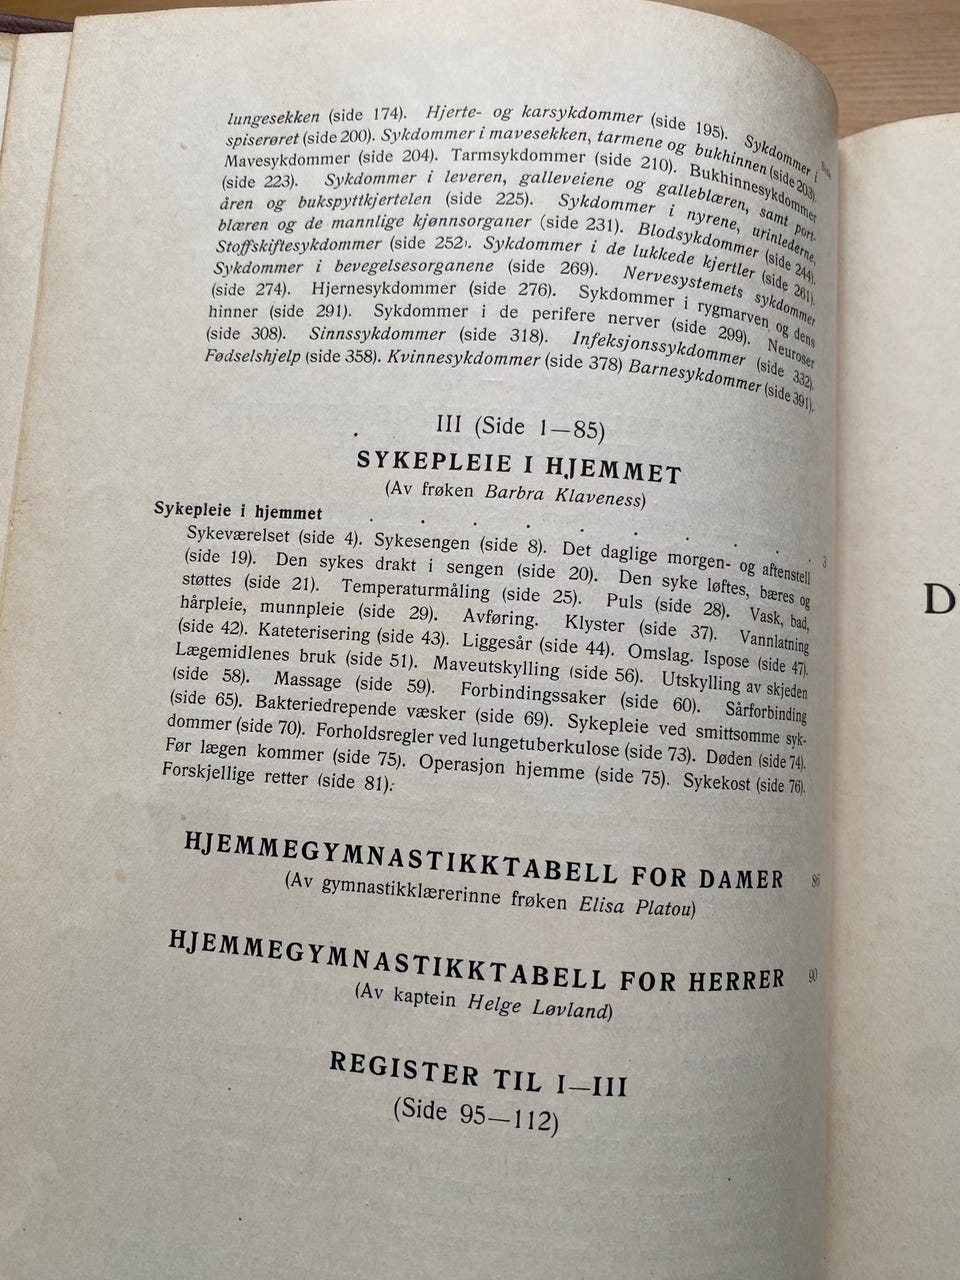 lungesekken (side 174). Hjerte- og karsykdommer (side 195). Sykdommer i
spiserøret (side 200). Sykdommer i mavesekken, tarmene og bukhinnen (side 203).
Mavesykdommer (side 204). Tarmsykdommer (side 210). Bukhinnesykdommer
(side 223). Sykdommer i leveren, galleveiene og galleblæren, samt port-
åren og bukspyttkjertelen (side 225). Sykdommer i nyrene, urinlederne,
blæren og de mannlige kjønnsorganer (side 231). Blodsykdommer (side 244).
Stoffskiftesykdommer (side 252). Sykdommer i de lukkede kjertler (side 261).
Sykdommer i bevegelsesorganene (side 269). Nervesystemets sykdommer
(side 274). Hjernesykdommer (side 276). Sykdommer i rygmarven og dens
hinner (side 291). Sykdommer i de perifere nerver (side 299). Neuroser
(side 308). Sinnssykdommer (side 318). Infeksjonssykdommer (side 332).
Fødselshjelp (side 358). Kvinnesykdommer (side 378) Barnesykdommer (side 391).
III (Side 1—85)
SYKEPLEIE I HJEMMET
(Av frøken Barbra Klaveness)
Sykepleie i hjemmet . . . . . . . . . 3
Sykeværelset (side 4). Sykesengen (side 8). Det daglige morgen- og aftenstell
(side 19). Den sykes drakt i sengen (side 20). Den syke løftes, bæres og
støttes (side 21). Temperaturmåling (side 25). Puls (side 28). Vask, bad,
hårpleie, munnpleie (side 29). Avføring. Klyster (side 37). Vannlatning
(side 42). Kateterisering (side 43). Liggesår (side 44). Omslag. Ispose (side 47).
Lægemidlenes bruk (side 51). Maveutskylling (side 56). Utskylling av skjeden
(side 58). Massage (side 59). Forbindingssaker (side 60). Sårforbinding
(side 65). Bakteriedrepende væsker (side 69). Sykepleie ved smittsomme syk-
dommer (side 70). Forholdsregler ved lungetuberkulose (side 73). Døden (side 74).
Før lægen kommer (side 75). Operasjon hjemme (side 75). Sykekost (side 76).
Forskjellige retter (side 81).
HJEMMEGYMNASTIKKTABELL FOR DAMER 86
(Av gymnastikklærerinne frøken Elisa Platou)
HJEMMEGYMNASTIKKTABELL FOR HERRER 90
(Av kaptein Helge Løvland)
REGISTER TIL I—III
(Side 95—112)
D